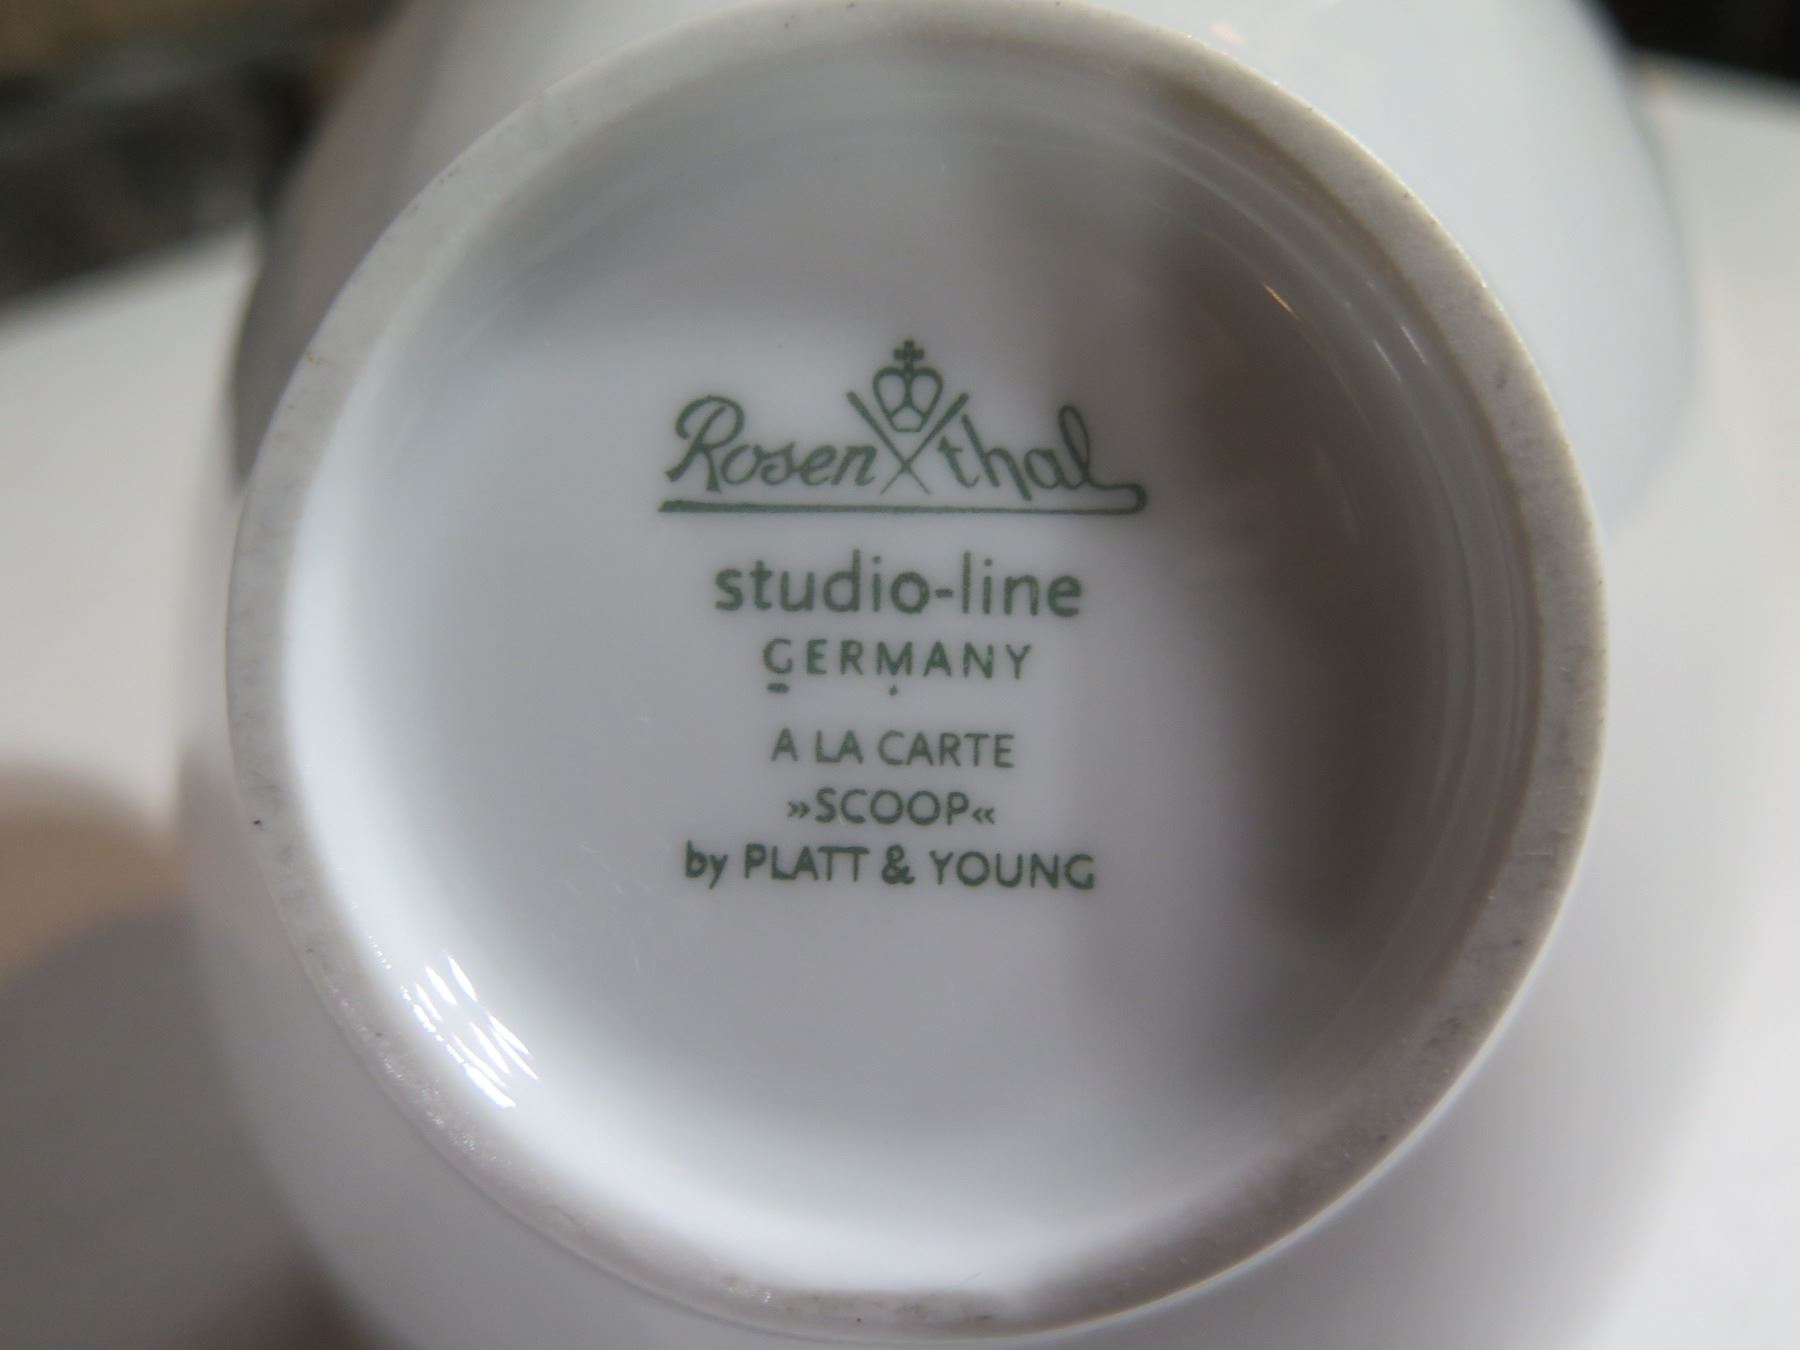 Rosenthal
studio-line
GERMANY
A LA CARTE
»SCOOP«
by PLATT & YOUNG